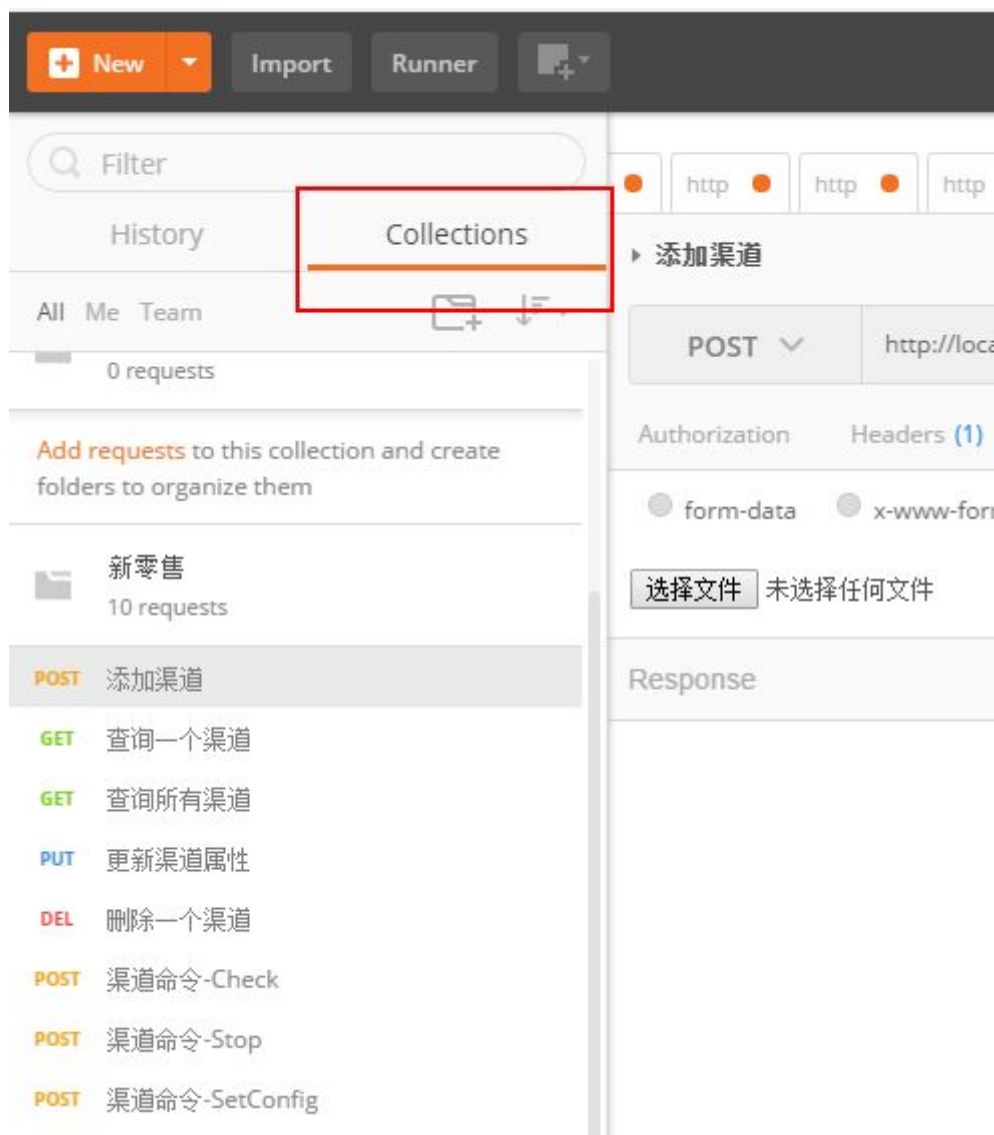 New Import Runner
Filter
History Collections
All Me Team
0 requests
Add requests to this collection and create
folders to organize them
新零售
10 requests
POST 添加渠道
GET 查询一个渠道
GET 查询所有渠道
PUT 更新渠道属性
DEL 删除一个渠道
POST 渠道命令-Check
POST 渠道命令-Stop
POST 渠道命令-SetConfig
http http http
添加渠道
POST http://loca
Authorization Headers (1)
form-data x-www-for
选择文件 未选择任何文件
Response